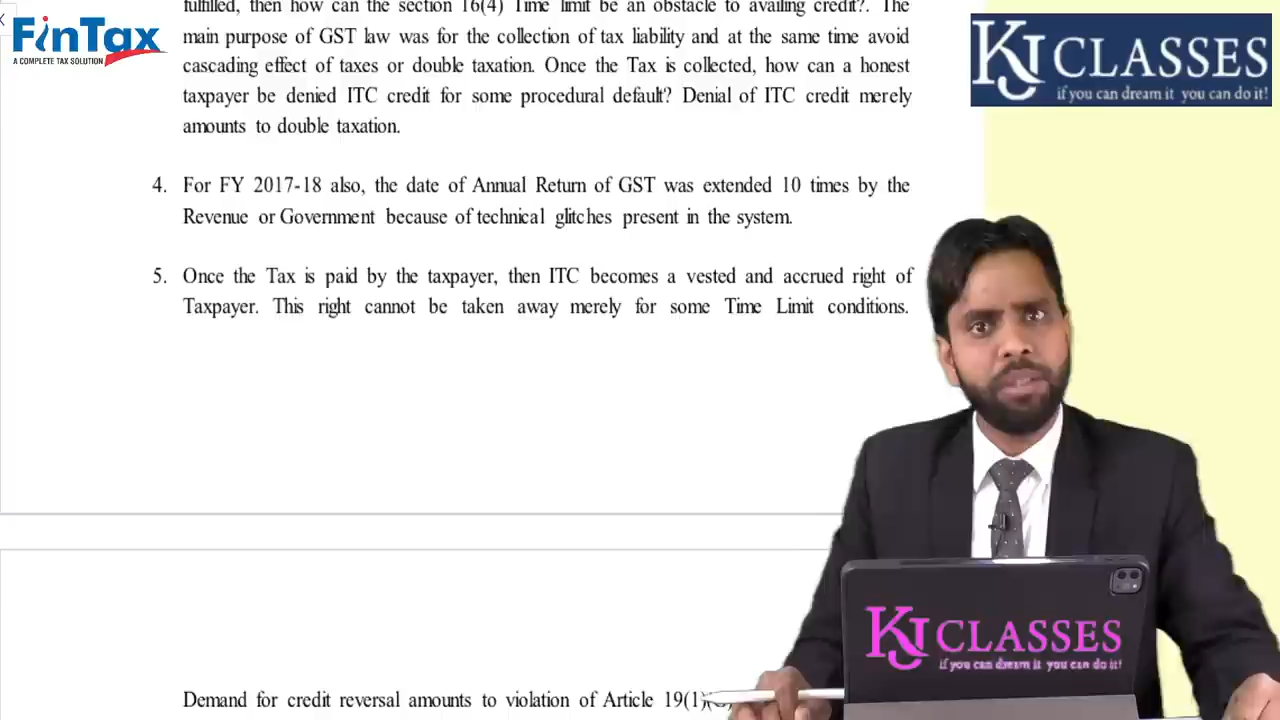 FinTax
A COMPLETE TAX SOLUTION
KJ CLASSES
if you can dream it you can do it!
fulfilled, then how can the section 16(4) Time limit be an obstacle to availing credit?. The
main purpose of GST law was for the collection of tax liability and at the same time avoid
cascading effect of taxes or double taxation. Once the Tax is collected, how can a honest
taxpayer be denied ITC credit for some procedural default? Denial of ITC credit merely
amounts to double taxation.
4. For FY 2017-18 also, the date of Annual Return of GST was extended 10 times by the
Revenue or Government because of technical glitches present in the system.
5. Once the Tax is paid by the taxpayer, then ITC becomes a vested and accrued right of
Taxpayer. This right cannot be taken away merely for some Time Limit conditions.
Demand for credit reversal amounts to violation of Article
KJ CLASSES
if you can dream it you can do it!